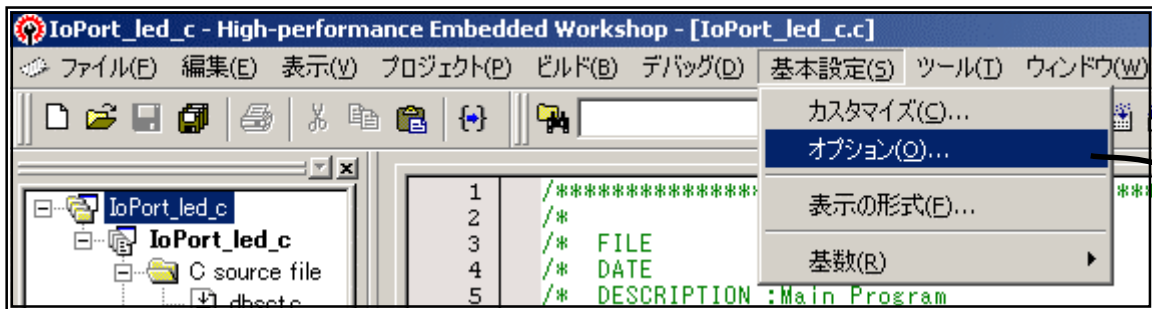 IoPort_led_c - High-performance Embedded Workshop - [IoPort_led_c.c]
ファイル(F) 編集(E) 表示(V) プロジェクト(P) ビルド(B) デバッグ(D) 基本設定(S) ツール(T) ウィンドウ(W)
カスタマイズ(C)...
オプション(O)...
表示の形式(F)...
基数(R)
IoPort_led_c
IoPort_led_c
C source file
dbsct.c
1 /***************
2 /*
3 /* FILE
4 /* DATE
5 /* DESCRIPTION :Main Program